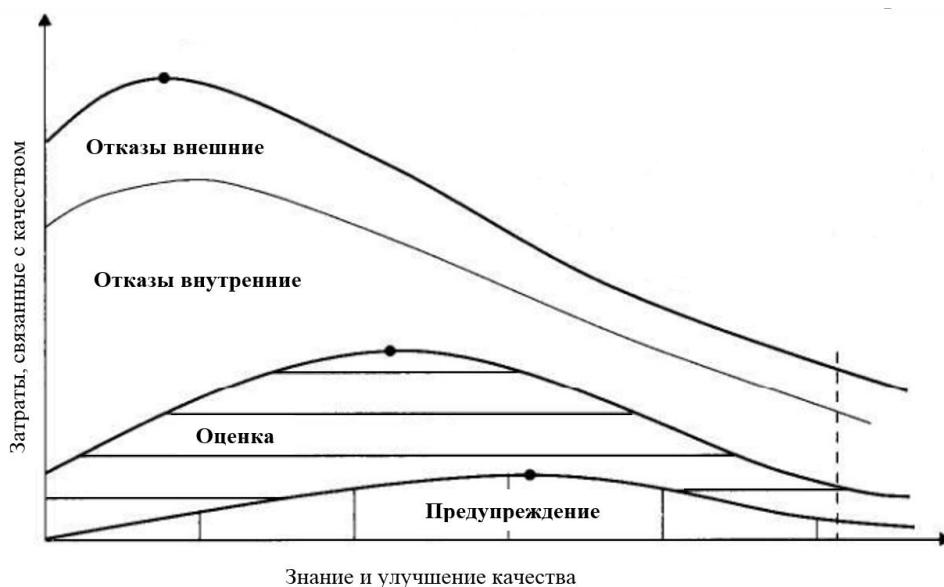 Затраты, связанные с качеством
Отказы внешние
Отказы внутренние
Оценка
Предупреждение
Знание и улучшение качества